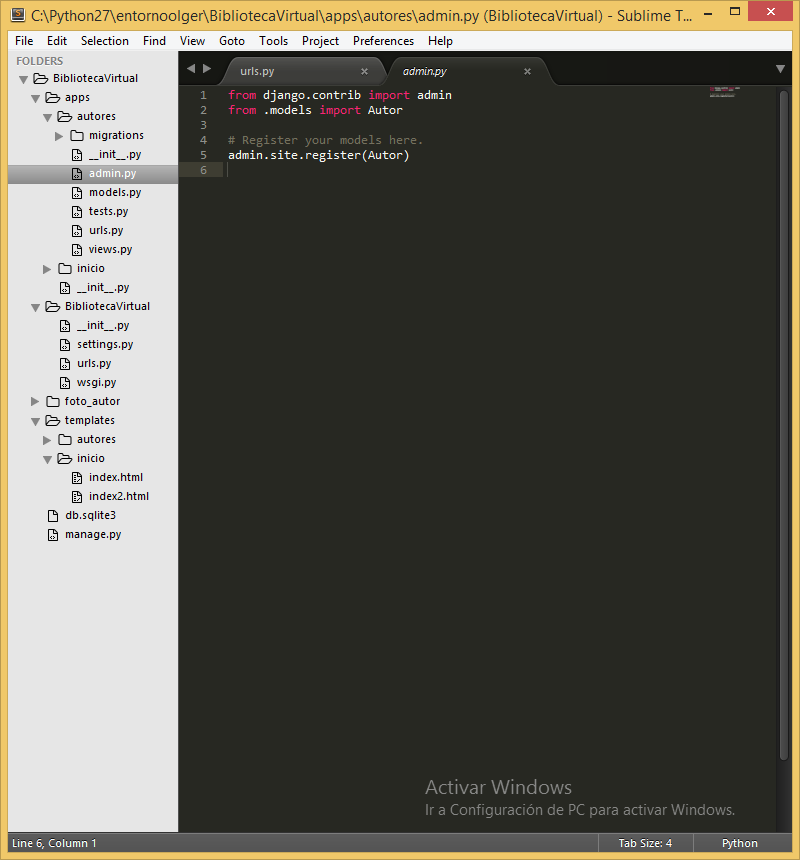 C:\Python27\entornoolger\BibliotecaVirtual\apps\autores\admin.py (BibliotecaVirtual) - Sublime T...
File Edit Selection Find View Goto Tools Project Preferences Help
FOLDERS
BibliotecaVirtual
apps
autores
migrations
__init__.py
admin.py
models.py
tests.py
urls.py
views.py
inicio
__init__.py
BibliotecaVirtual
__init__.py
settings.py
urls.py
wsgi.py
foto_autor
templates
autores
inicio
index.html
index2.html
db.sqlite3
manage.py
urls.py × admin.py ×
1 from django.contrib import admin
2 from .models import Autor
3
4 # Register your models here.
5 admin.site.register(Autor)
6
Activar Windows
Ir a Configuración de PC para activar Windows.
Line 6, Column 1 Tab Size: 4 Python